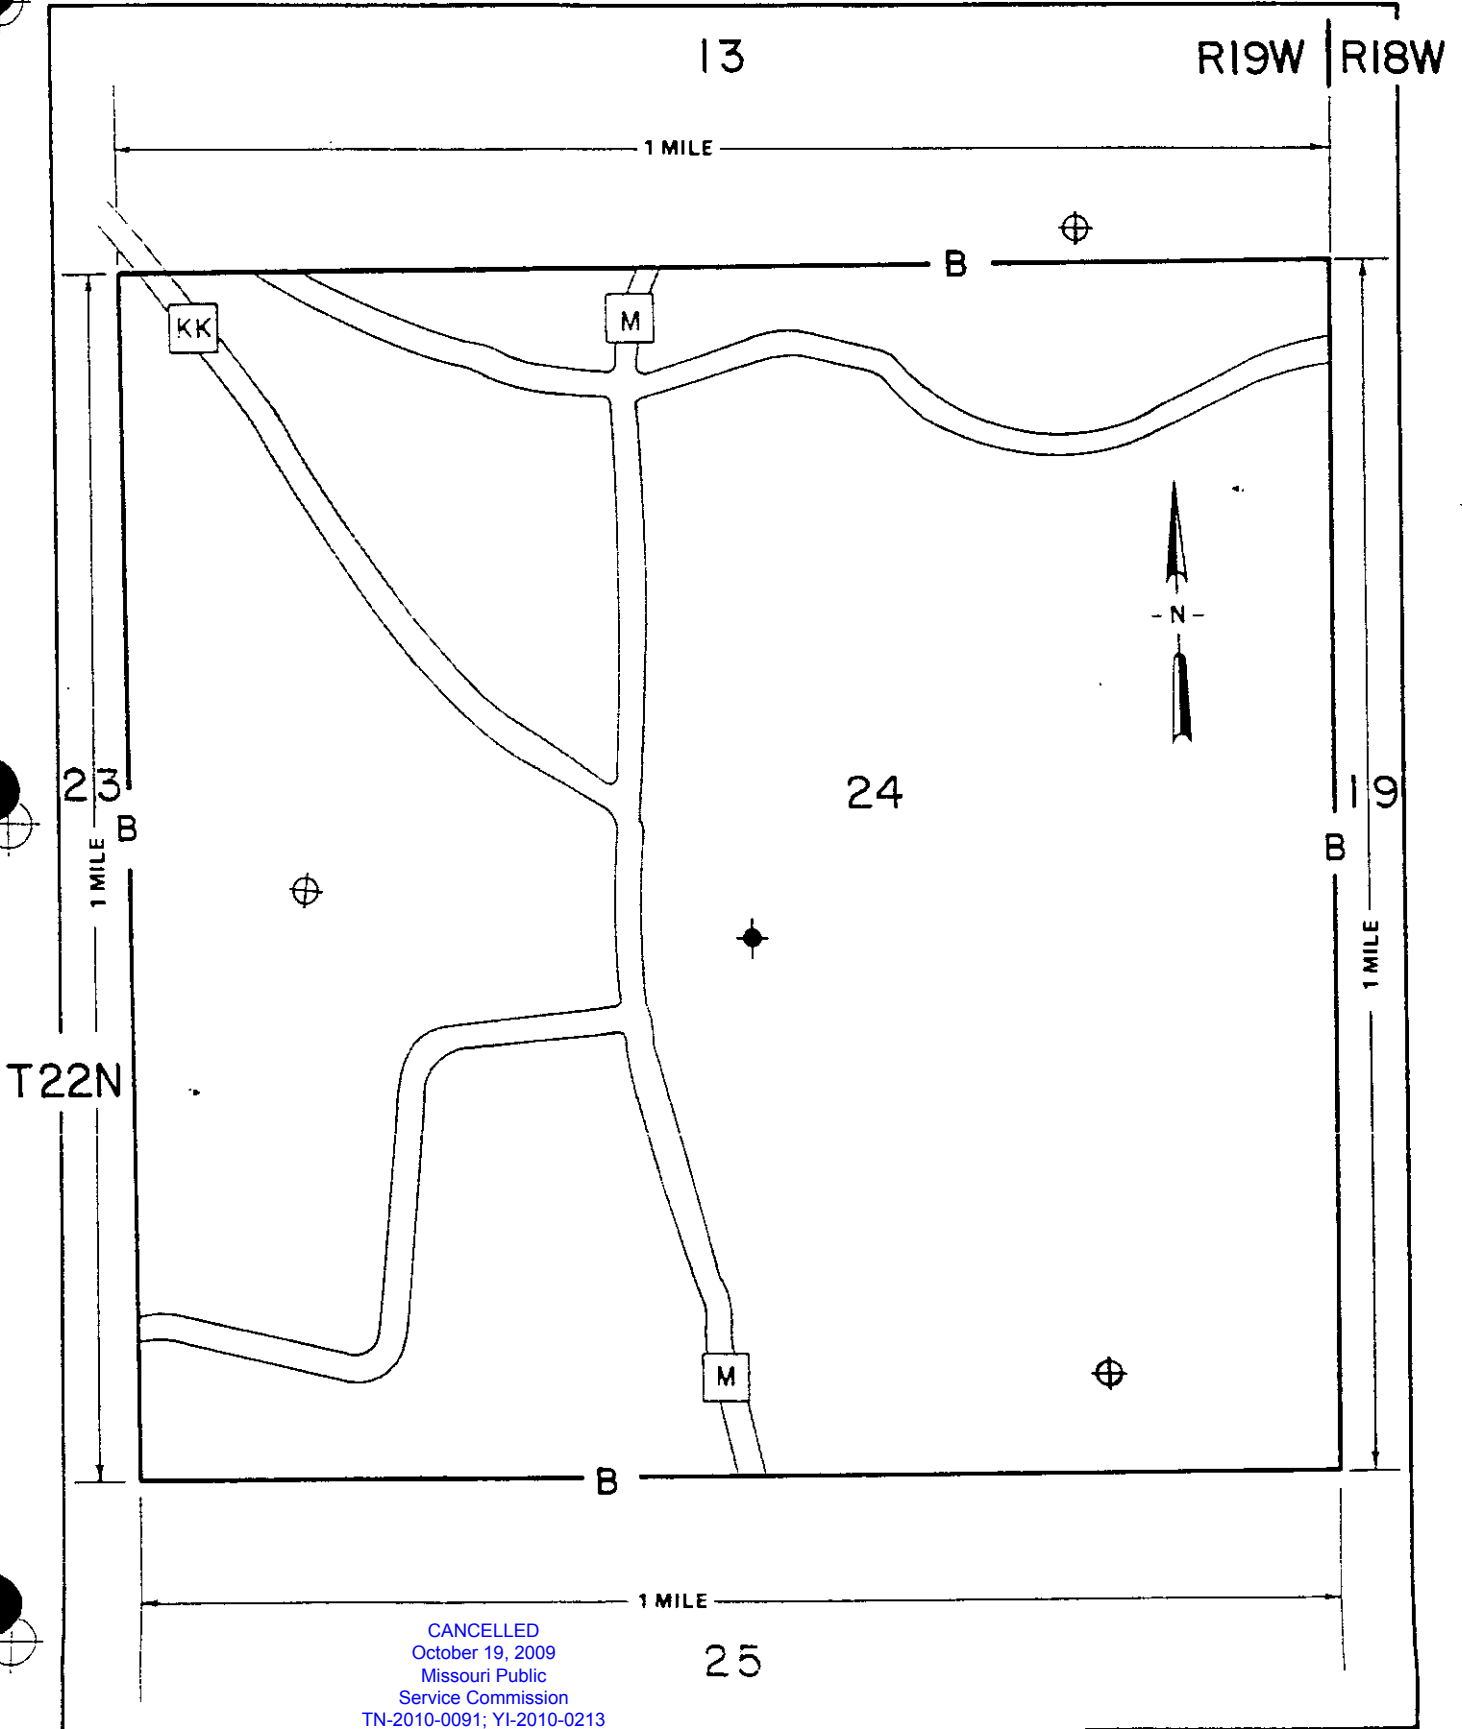 13
R19W R18W
1 MILE
B
KK
M
- N -
23
24
19
B
B
1 MILE
1 MILE
T22N
M
B
1 MILE
25
CANCELLED
October 19, 2009
Missouri Public
Service Commission
TN-2010-0091; YI-2010-0213